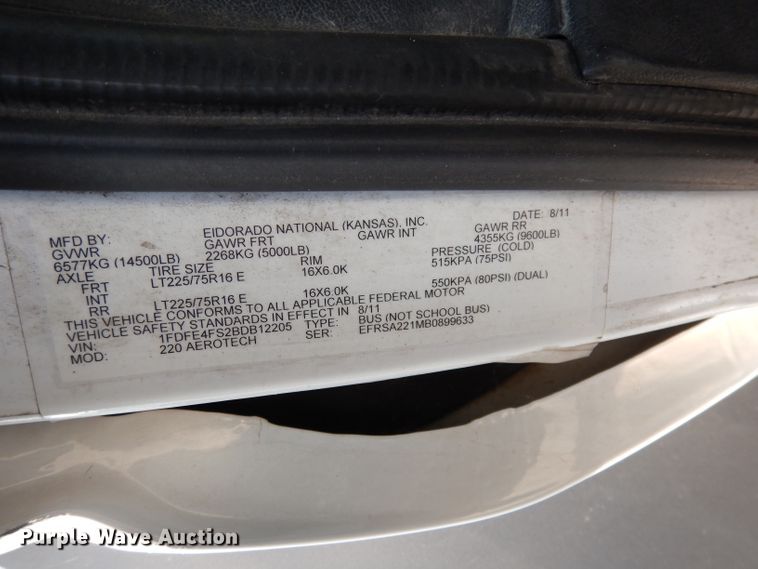 MFD BY: EIDORADO NATIONAL (KANSAS), INC. DATE: 8/11
GVWR GAWR FRT GAWR INT GAWR RR
6577KG (14500LB) 2268KG (5000LB) 4355KG (9600LB)
AXLE TIRE SIZE RIM PRESSURE (COLD)
FRT LT225/75R16 E 16X6.0K 515KPA (75PSI)
INT
RR LT225/75R16 E 16X6.0K 550KPA (80PSI) (DUAL)
THIS VEHICLE CONFORMS TO ALL APPLICABLE FEDERAL MOTOR
VEHICLE SAFETY STANDARDS IN EFFECT IN 8/11
VIN: 1FDFE4FS2BDB12205 TYPE: BUS (NOT SCHOOL BUS)
MOD: 220 AEROTECH SER: EFRSA221MB0899633
Purple Wave Auction